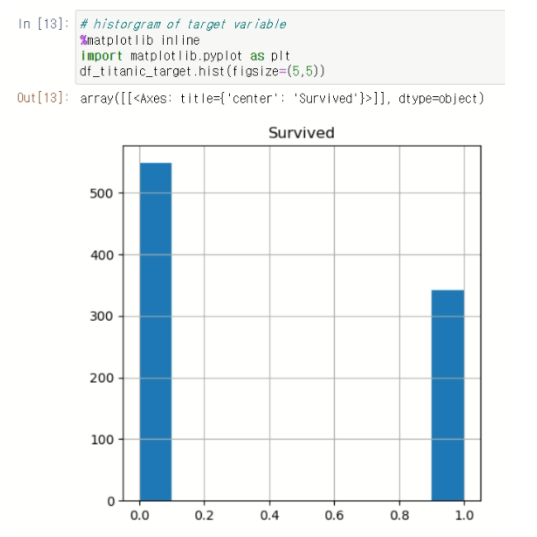 In [13]: # historgram of target variable
%matplotlib inline
import matplotlib.pyplot as plt
df_titanic_target.hist(figsize=(5,5))
Out[13]: array([[<Axes: title={'center': 'Survived'}>]], dtype=object)
Survived
500
400
300
200
100
0
0.0 0.2 0.4 0.6 0.8 1.0